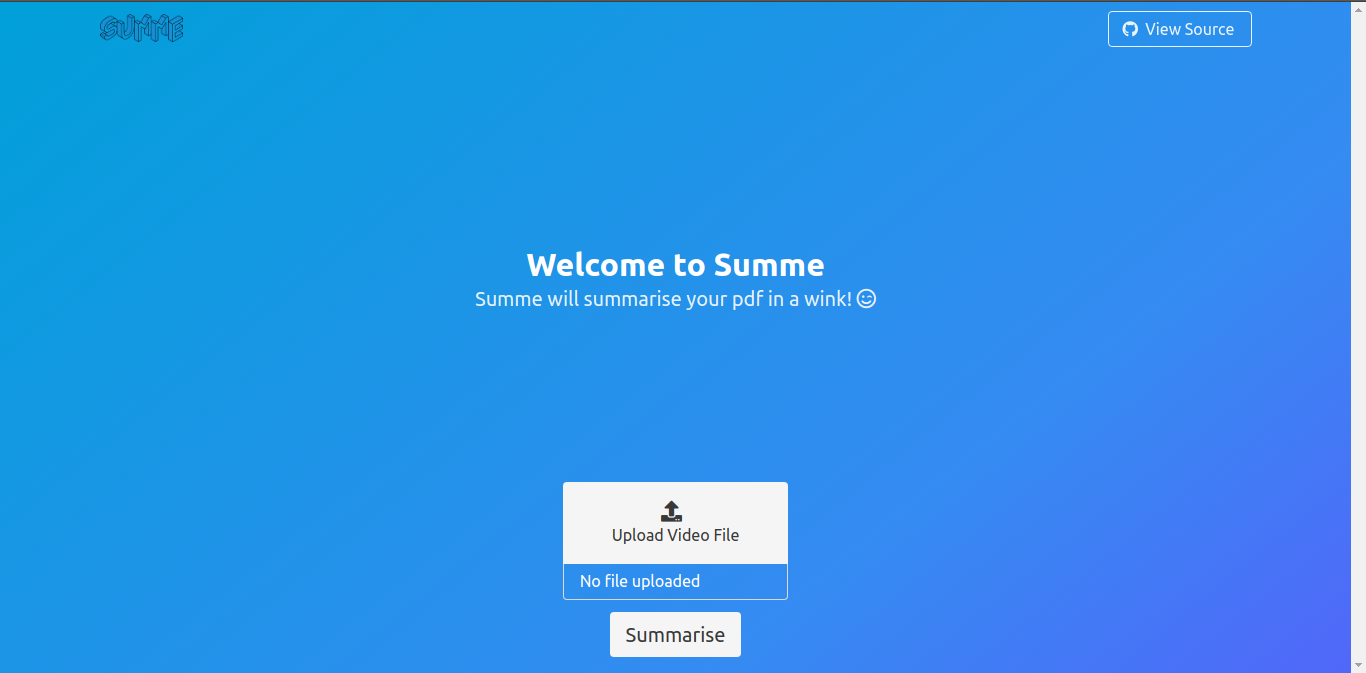 SUMME
View Source
Welcome to Summe
Summe will summarise your pdf in a wink!
Upload Video File
No file uploaded
Summarise